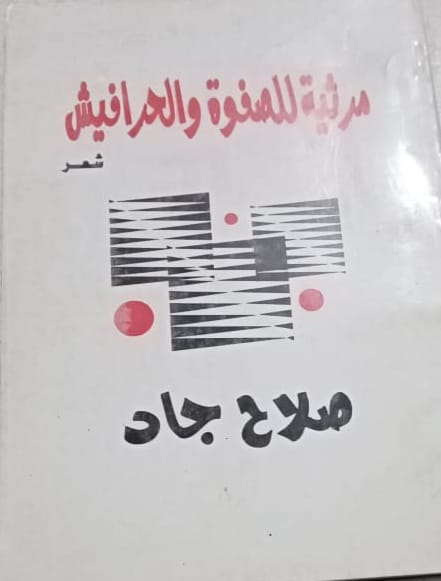 مرثية للصفوة والحرافيش
شعر
صلاح جاد